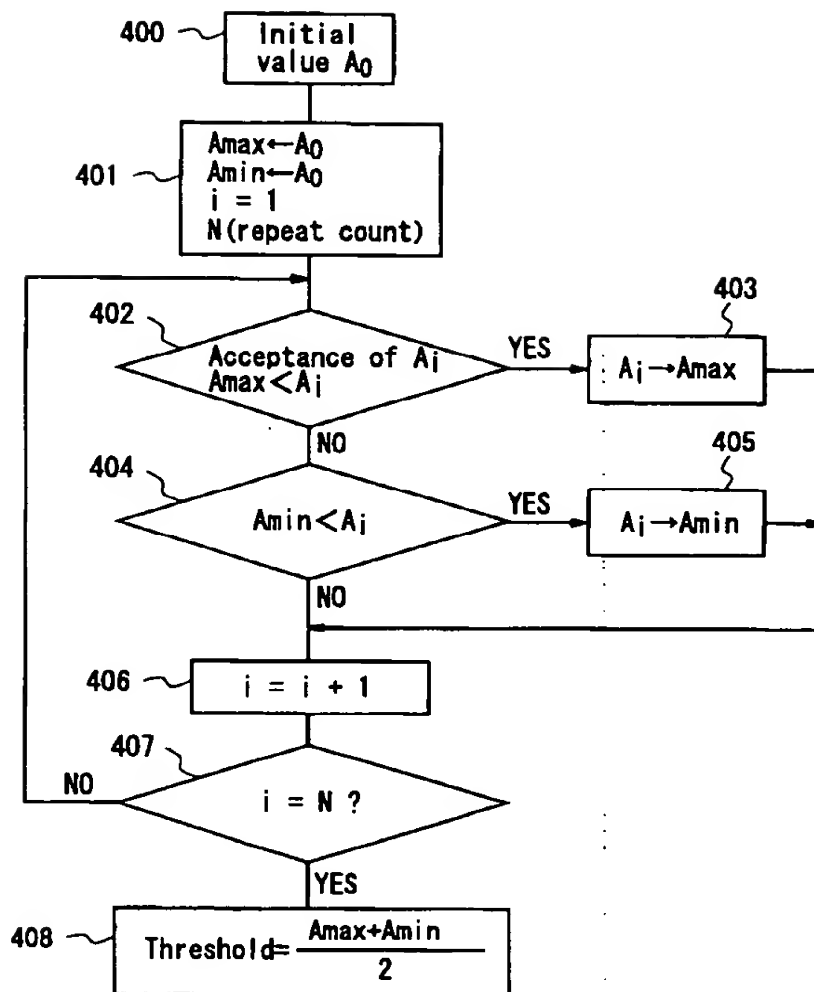 400
Initial
value A0
401
Amax←A0
Amin←A0
i = 1
N(repeat count)
402
Acceptance of Ai
Amax<Ai
YES
403
Ai→Amax
NO
404
Amin<Ai
YES
405
Ai→Amin
NO
406
i = i + 1
407
i = N ?
NO
YES
408
Threshold= Amax+Amin
2